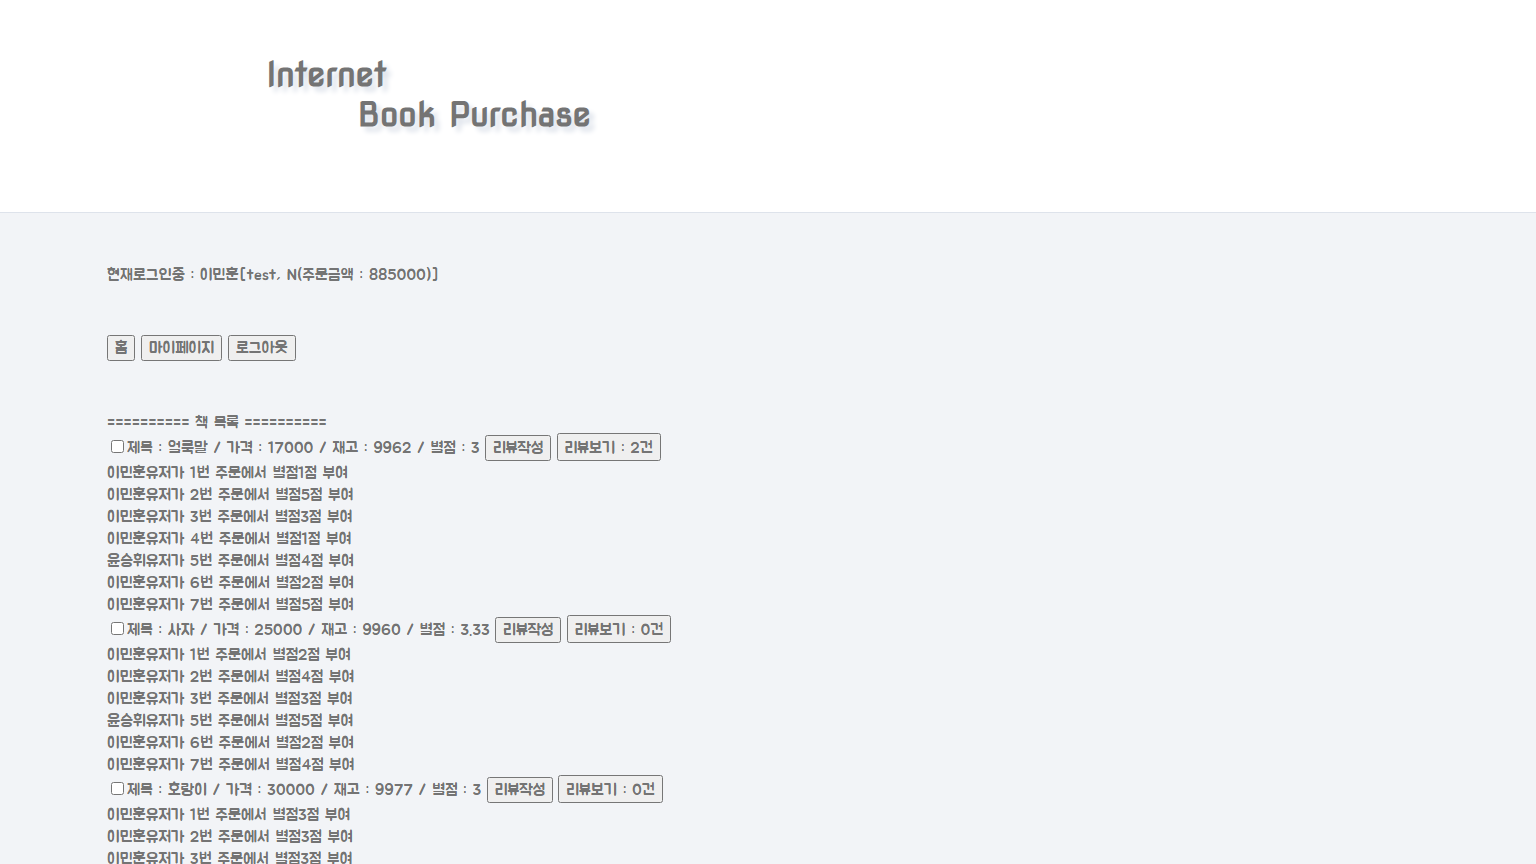 Internet
Book Purchase
현재로그인중 : 이민훈[test, N(주문금액 : 885000)]
홈 마이페이지 로그아웃
========== 책 목록 ==========
제목 : 얼룩말 / 가격 : 17000 / 재고 : 9962 / 별점 : 3 리뷰작성 리뷰보기 : 2건
이민훈유저가 1번 주문에서 별점1점 부여
이민훈유저가 2번 주문에서 별점5점 부여
이민훈유저가 3번 주문에서 별점3점 부여
이민훈유저가 4번 주문에서 별점1점 부여
윤승휘유저가 5번 주문에서 별점4점 부여
이민훈유저가 6번 주문에서 별점2점 부여
이민훈유저가 7번 주문에서 별점5점 부여
제목 : 사자 / 가격 : 25000 / 재고 : 9960 / 별점 : 3.33 리뷰작성 리뷰보기 : 0건
이민훈유저가 1번 주문에서 별점2점 부여
이민훈유저가 2번 주문에서 별점4점 부여
이민훈유저가 3번 주문에서 별점3점 부여
윤승휘유저가 5번 주문에서 별점5점 부여
이민훈유저가 6번 주문에서 별점2점 부여
이민훈유저가 7번 주문에서 별점4점 부여
제목 : 호랑이 / 가격 : 30000 / 재고 : 9977 / 별점 : 3 리뷰작성 리뷰보기 : 0건
이민훈유저가 1번 주문에서 별점3점 부여
이민훈유저가 2번 주문에서 별점3점 부여
이민훈유저가 3번 주문에서 별점3점 부여